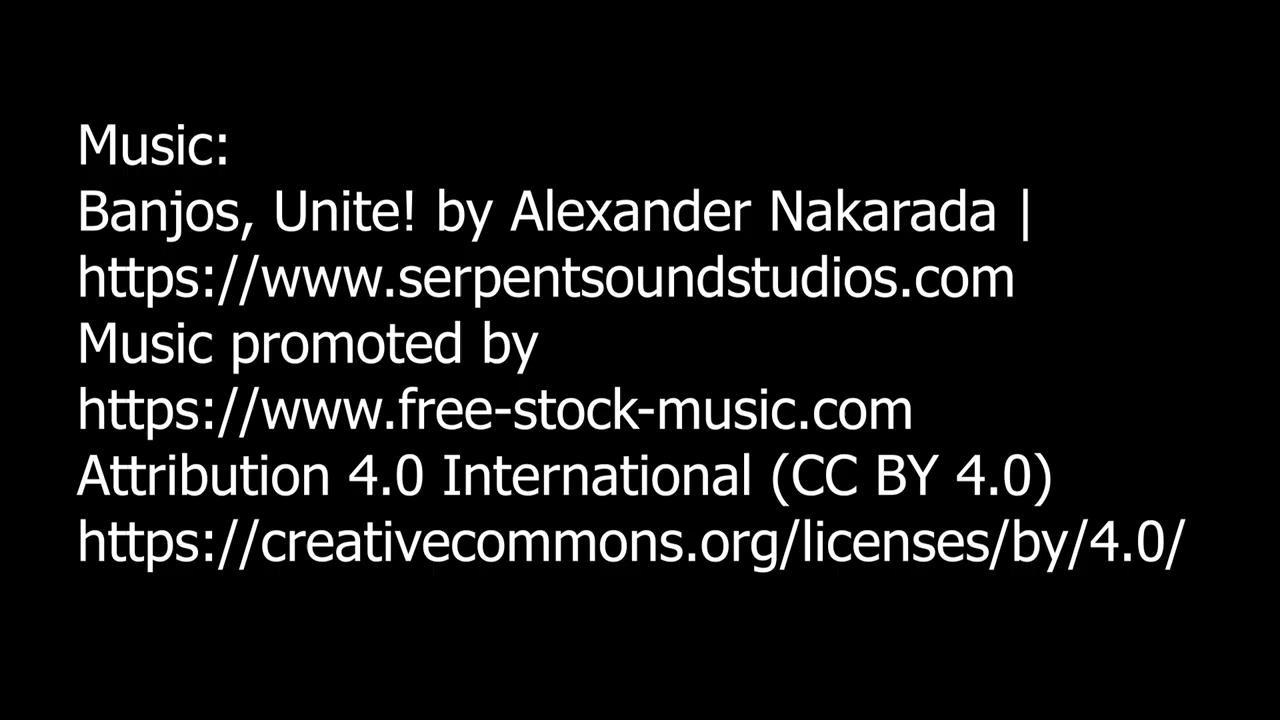 Music:
Banjos, Unite! by Alexander Nakarada |
https://www.serpentsoundstudios.com
Music promoted by
https://www.free-stock-music.com
Attribution 4.0 International (CC BY 4.0)
https://creativecommons.org/licenses/by/4.0/